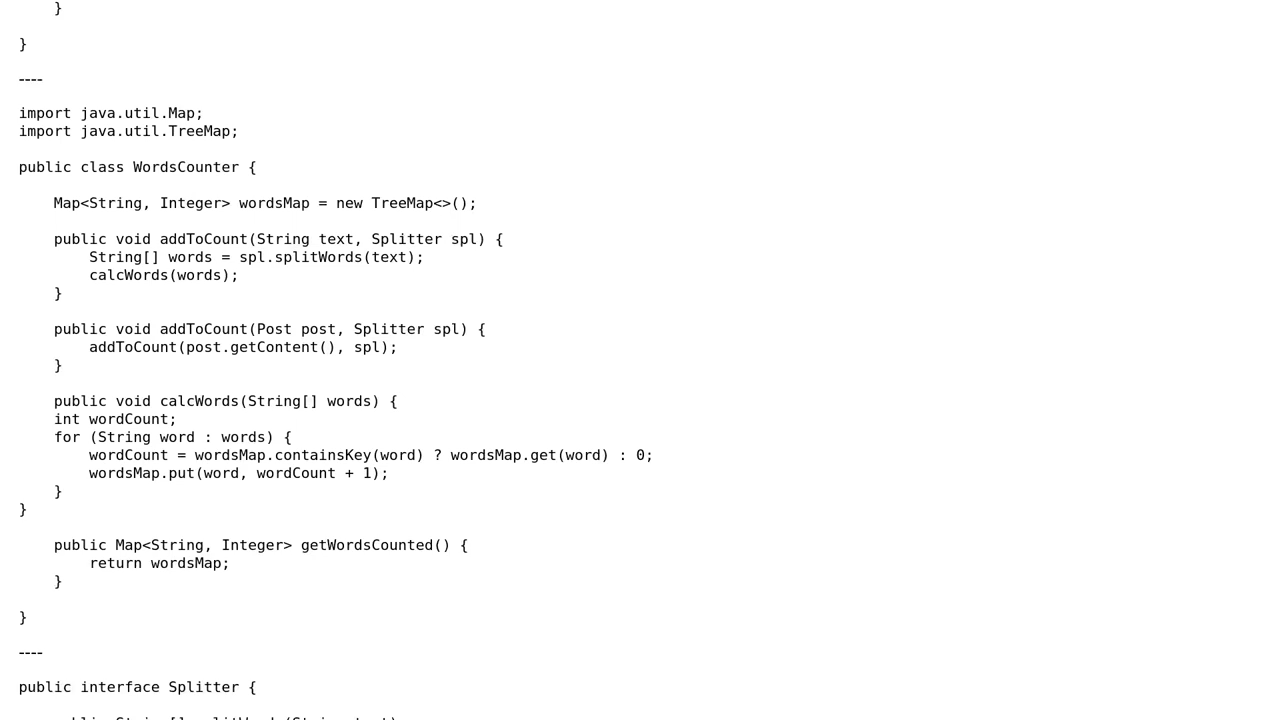 }

}

----

import java.util.Map;
import java.util.TreeMap;

public class WordsCounter {

    Map<String, Integer> wordsMap = new TreeMap<>();

    public void addToCount(String text, Splitter spl) {
        String[] words = spl.splitWords(text);
        calcWords(words);
    }

    public void addToCount(Post post, Splitter spl) {
        addToCount(post.getContent(), spl);
    }

    public void calcWords(String[] words) {
    int wordCount;
    for (String word : words) {
        wordCount = wordsMap.containsKey(word) ? wordsMap.get(word) : 0;
        wordsMap.put(word, wordCount + 1);
    }
}

    public Map<String, Integer> getWordsCounted() {
        return wordsMap;
    }

}

----

public interface Splitter {